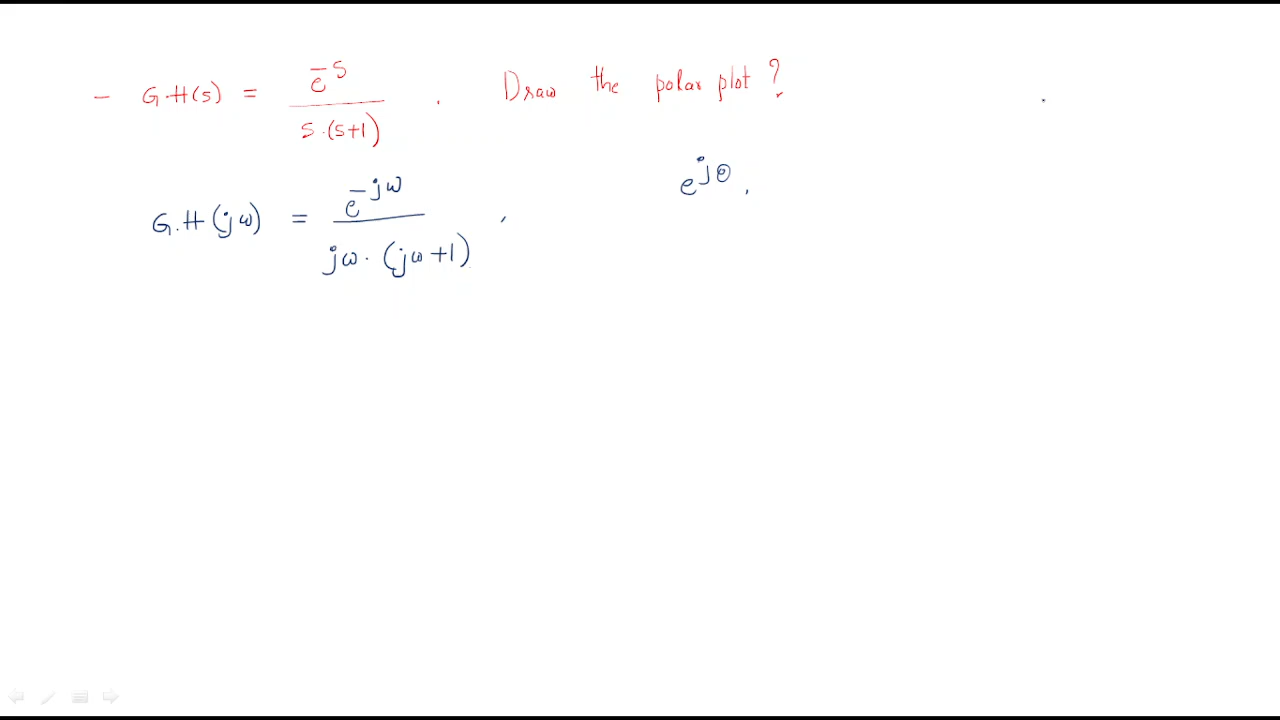 - G.H(s) = e^-s / s.(s+1) . Draw the polar plot ?
G.H(jω) = e^-jω / jω.(jω+1) , e^jθ .